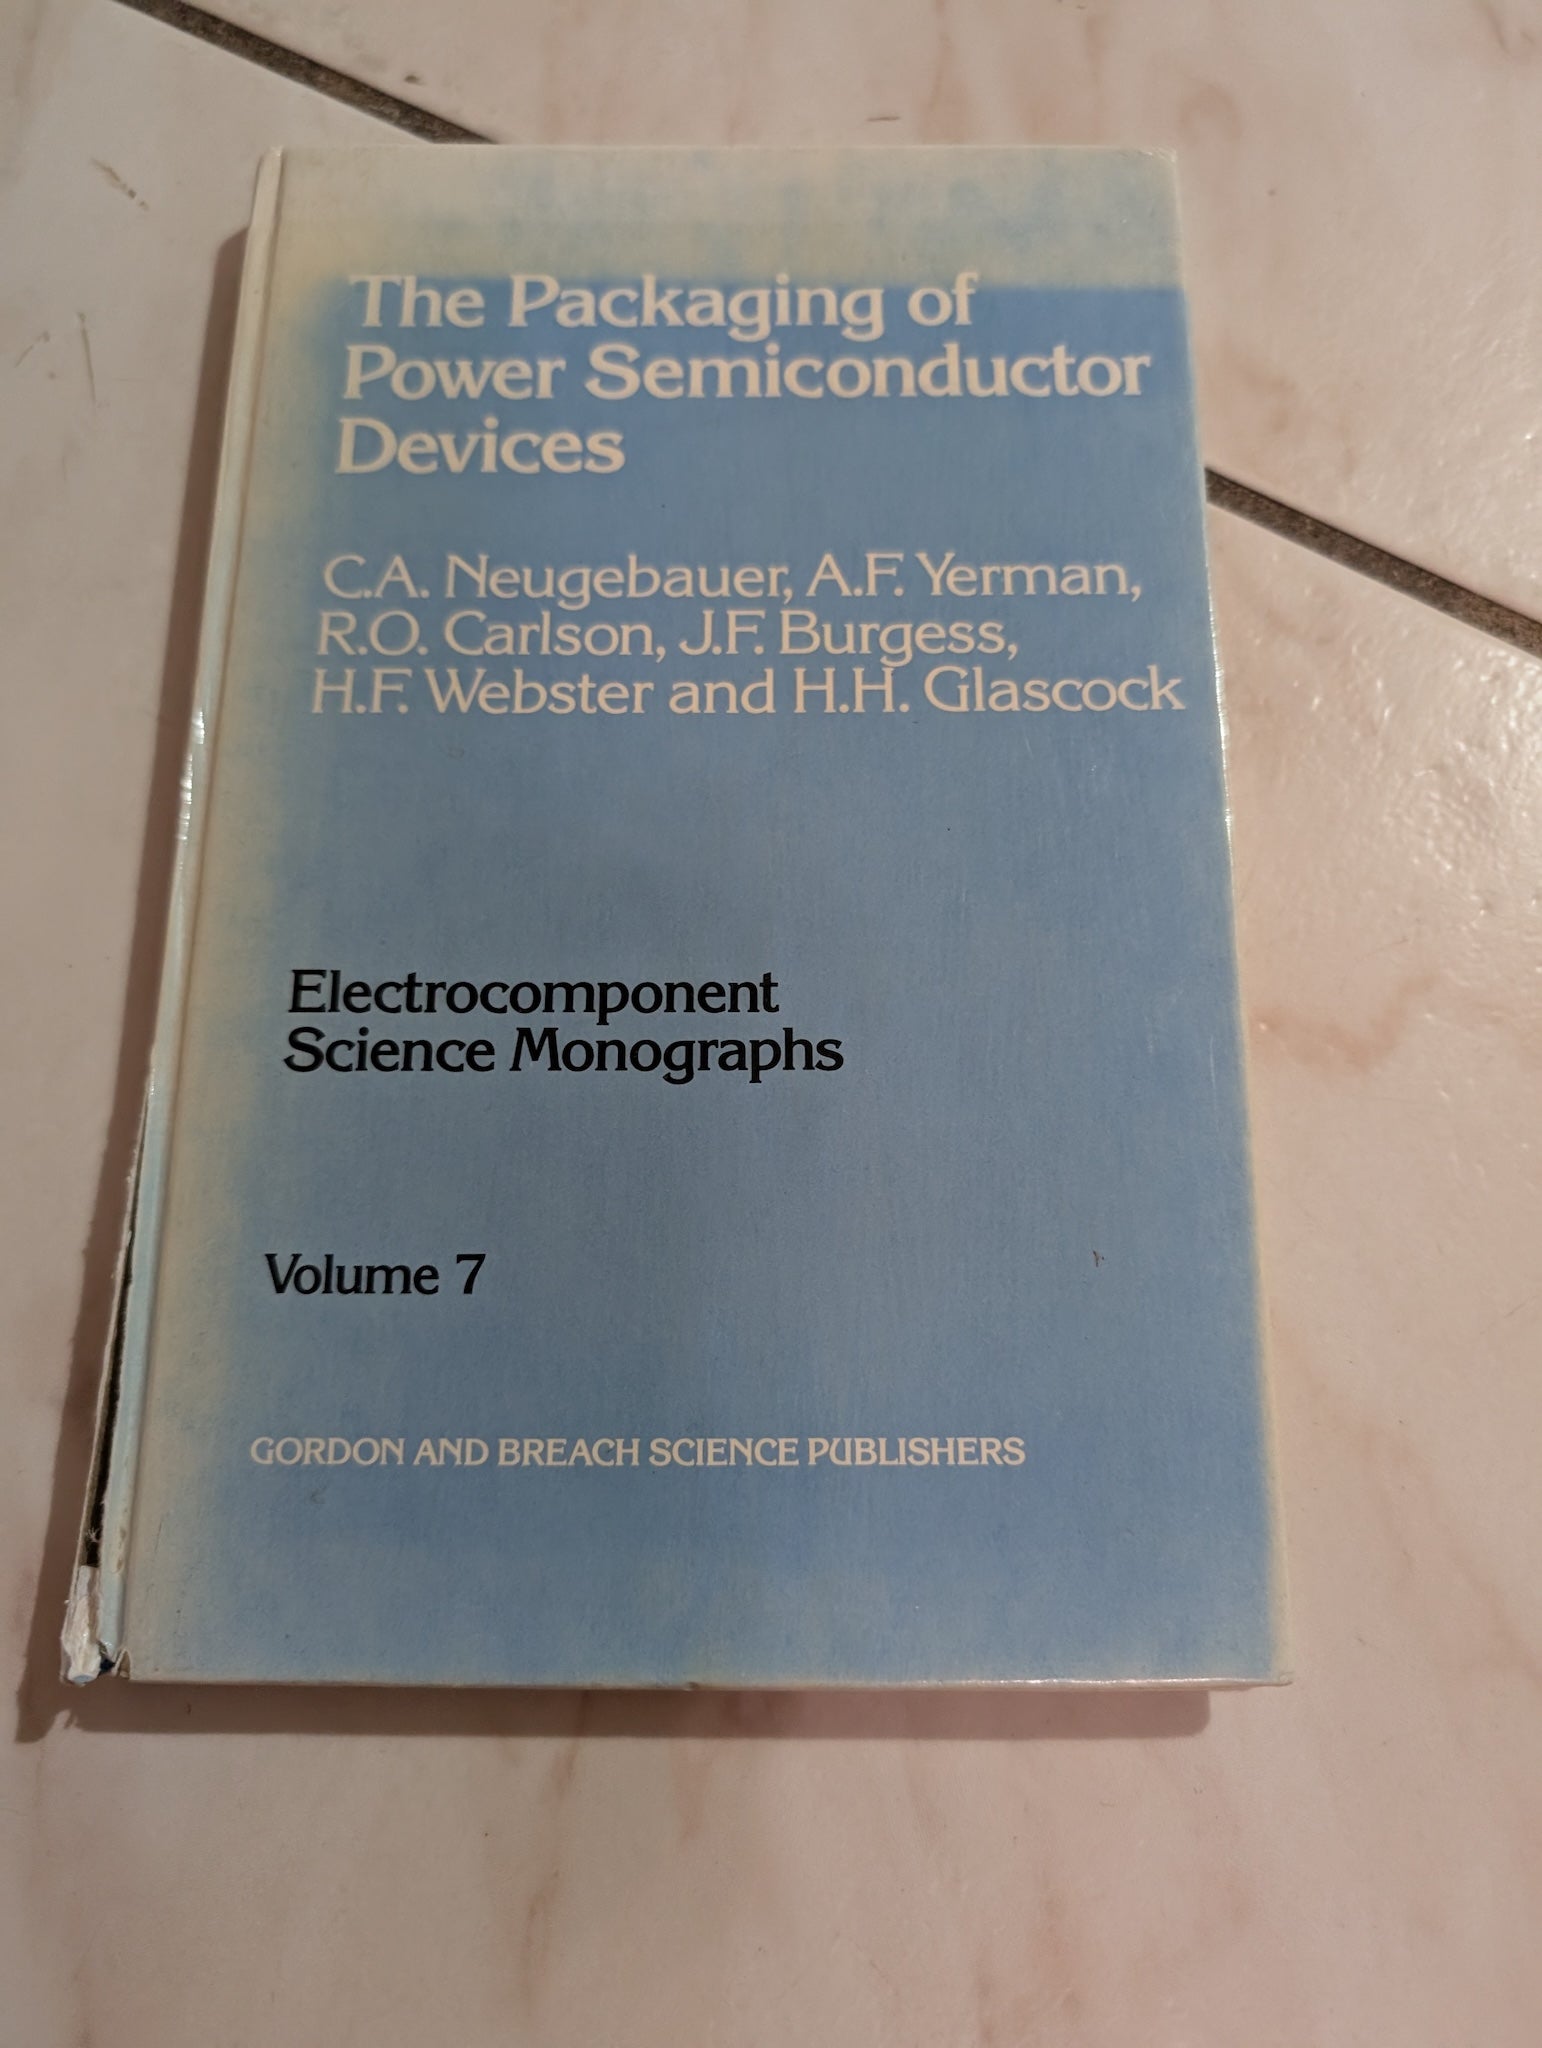 The Packaging of
Power Semiconductor
Devices
C.A. Neugebauer, A.F. Yerman,
R.O. Carlson, J.F. Burgess,
H.F. Webster and H.H. Glascock
Electrocomponent
Science Monographs
Volume 7
GORDON AND BREACH SCIENCE PUBLISHERS